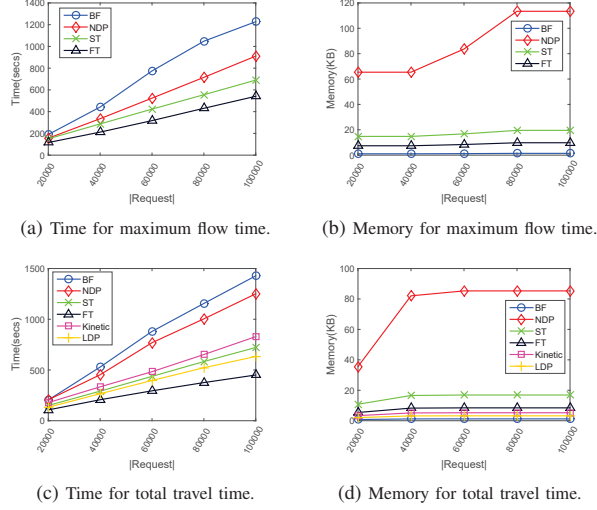 1400
1200
1000
800
600
400
200
0
Time(secs)
BF
NDP
ST
FT
20000
40000
60000
80000
100000
|Request|
(a) Time for maximum flow time.
120
100
80
60
40
20
0
Memory(KB)
BF
NDP
ST
FT
20000
40000
60000
80000
100000
|Request|
(b) Memory for maximum flow time.
1500
1000
500
0
Time(secs)
BF
NDP
ST
FT
Kinetic
LDP
20000
40000
60000
80000
100000
|Request|
(c) Time for total travel time.
100
80
60
40
20
0
Memory(KB)
BF
NDP
ST
FT
Kinetic
LDP
20000
40000
60000
80000
100000
|Request|
(d) Memory for total travel time.